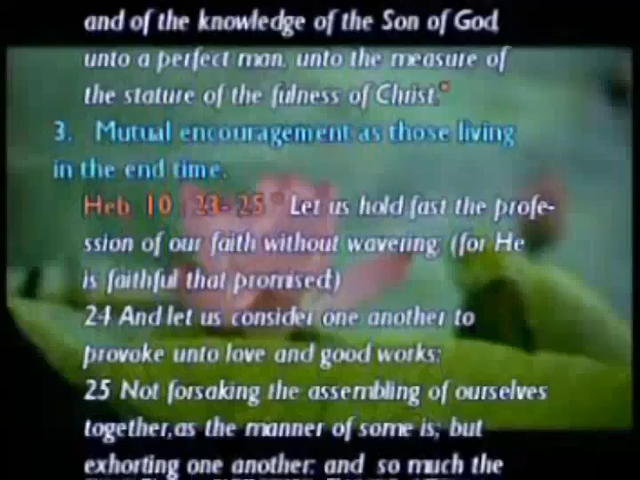 and of the knowledge of the Son of God,
unto a perfect man, unto the measure of
the stature of the fulness of Christ."
3. Mutual encouragement as those living
in the end time.
Heb 10 : 23-25 " Let us hold fast the profe-
ssion of our faith without wavering; (for He
is faithful that promised;)
24 And let us consider one another to
provoke unto love and good works:
25 Not forsaking the assembling of ourselves
together,as the manner of some is; but
exhorting one another: and so much the